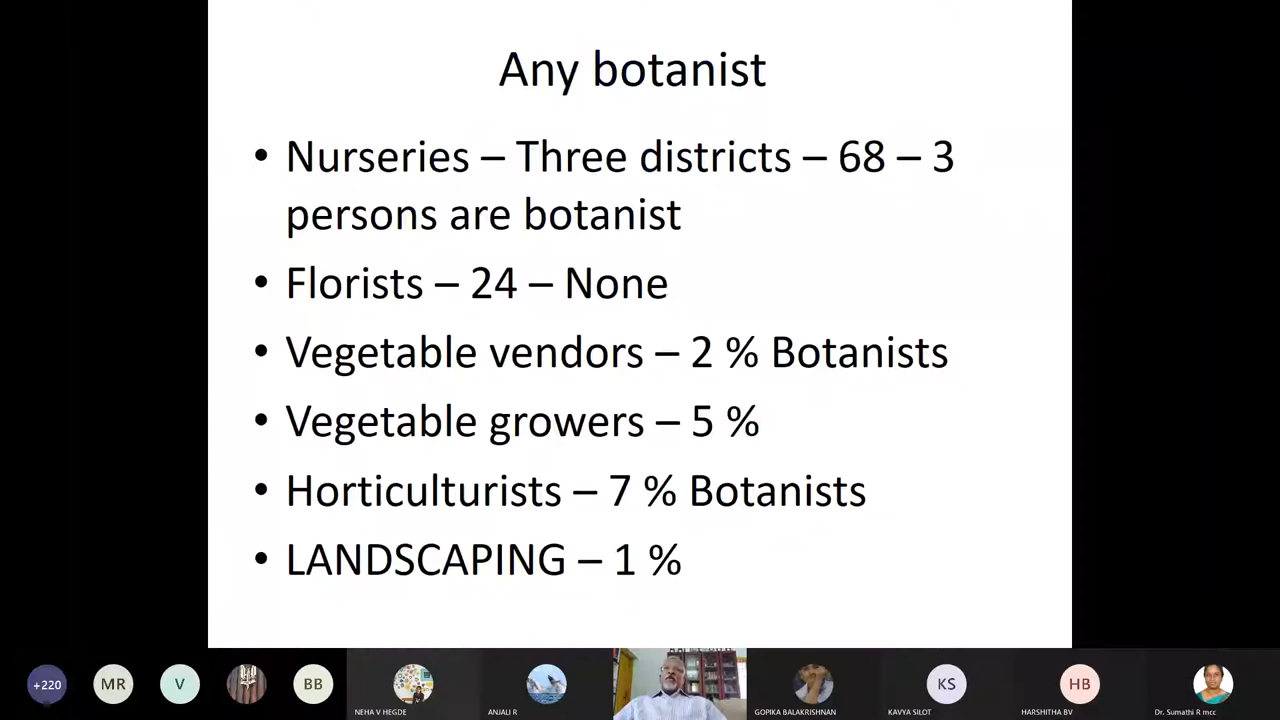 Any botanist
• Nurseries – Three districts – 68 – 3
persons are botanist
• Florists – 24 – None
• Vegetable vendors – 2 % Botanists
• Vegetable growers – 5 %
• Horticulturists – 7 % Botanists
• LANDSCAPING – 1 %
+220 MR V BB KS HB
NEHA V HEGDE ANJALI R GOPIKA BALAKRISHNAN KAVYA SILOT HARSHITHA BV Dr. Sumathi R mcc